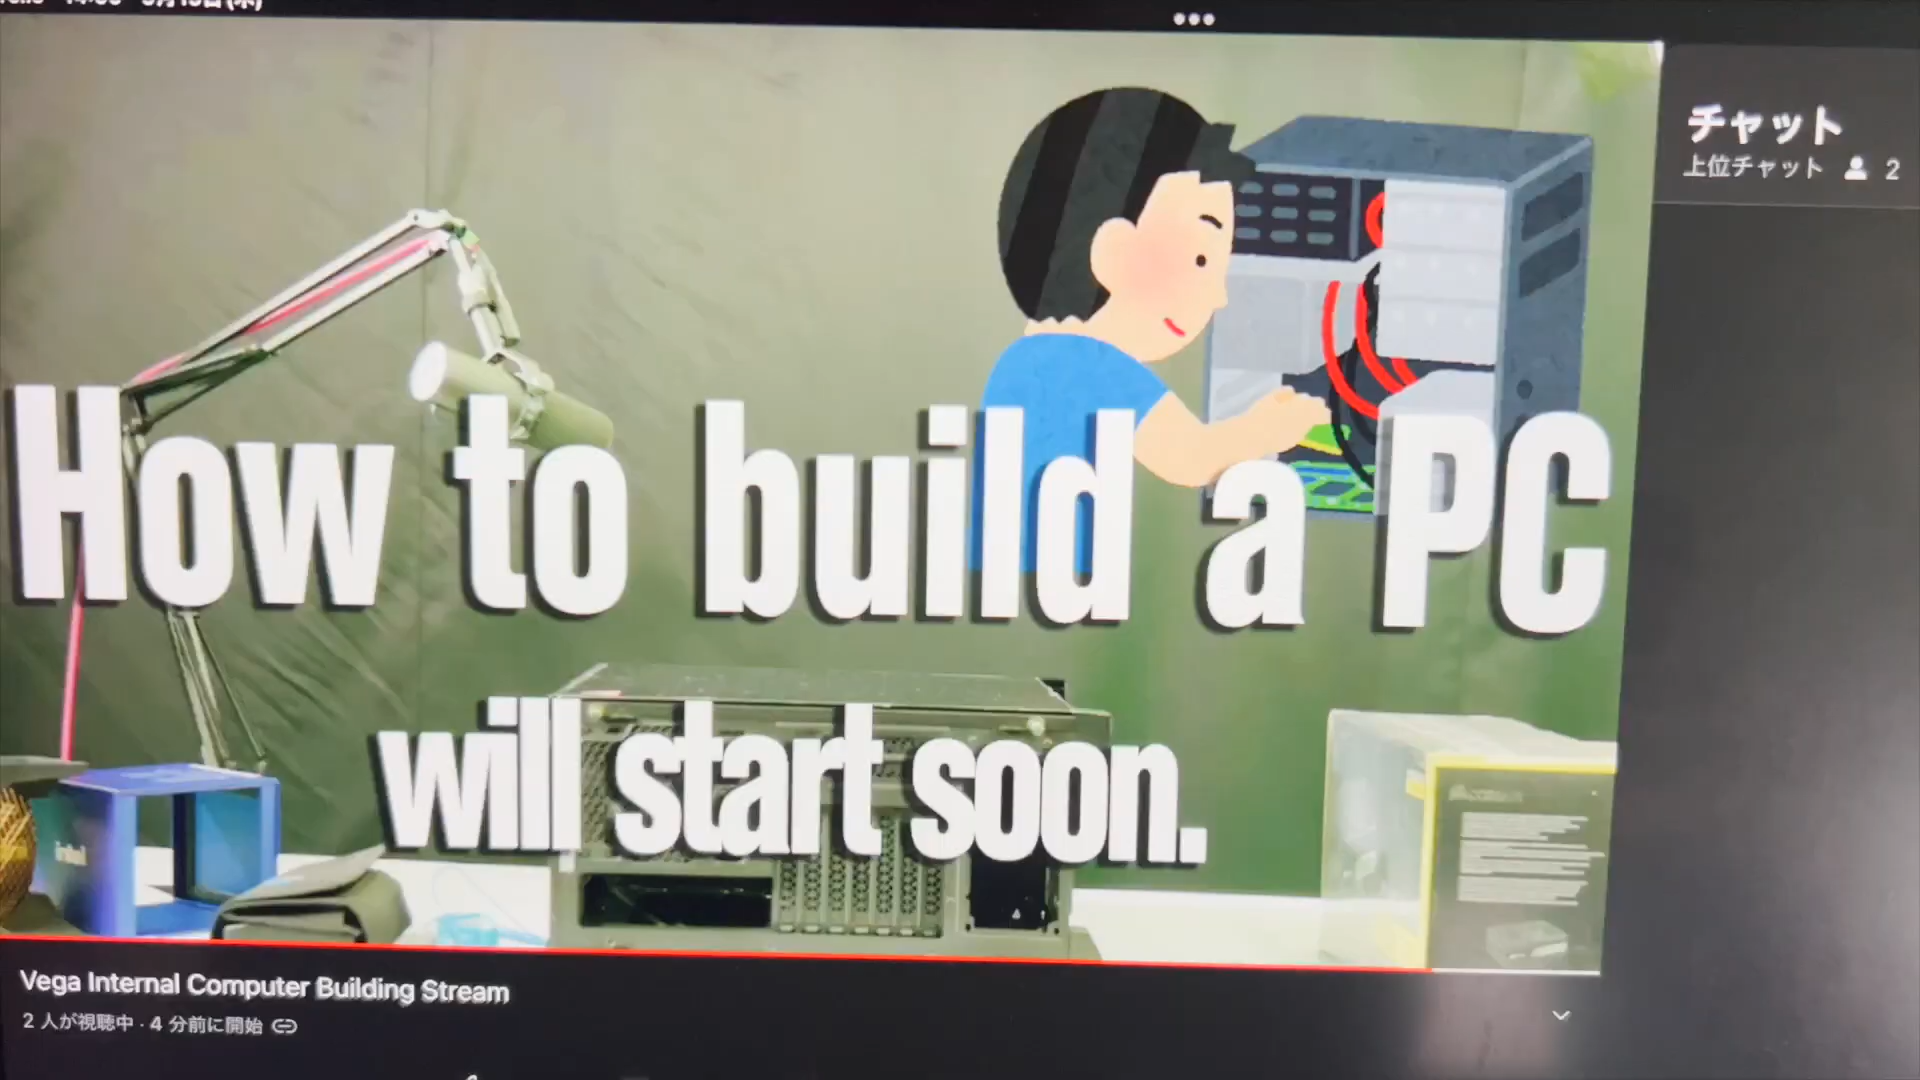 チャット
上位チャット 2
How to build a PC
will start soon.
intel
Vega Internal Computer Building Stream
2 人が視聴中 · 4 分前に開始